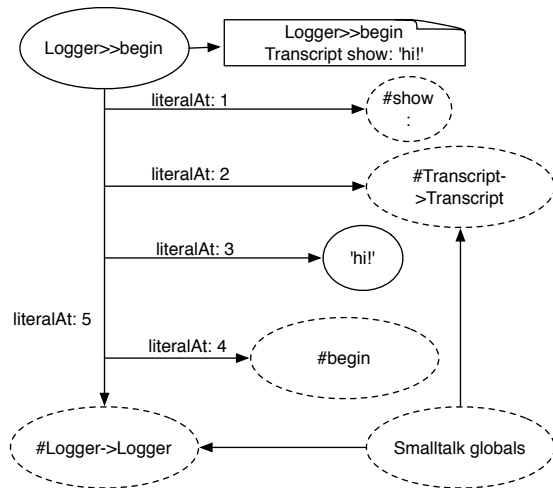 Logger>>begin
Logger>>begin
Transcript show: 'hi!'
literalAt: 1
#show
:
literalAt: 2
#Transcript-
>Transcript
literalAt: 3
'hi!'
literalAt: 5
literalAt: 4
#begin
#Logger->Logger
Smalltalk globals